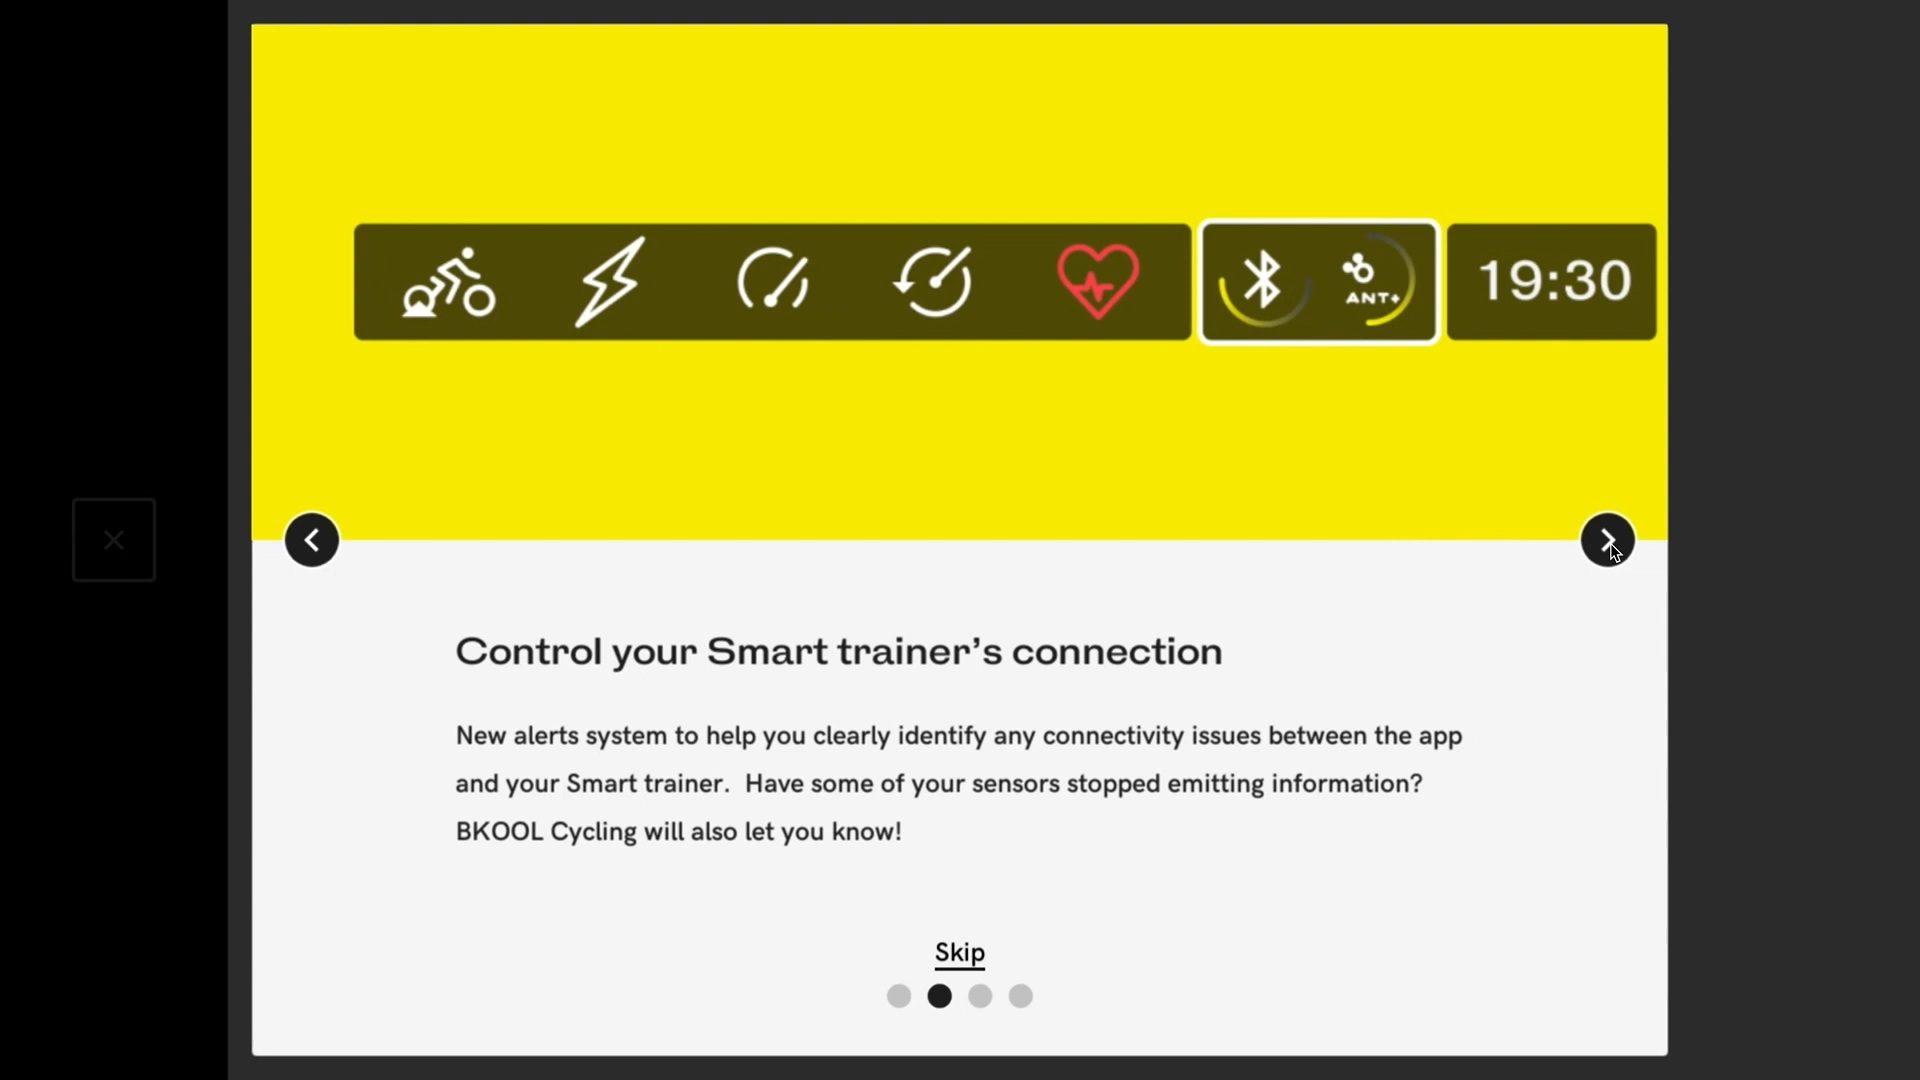 ANT+
19:30
Control your Smart trainer’s connection
New alerts system to help you clearly identify any connectivity issues between the app
and your Smart trainer.  Have some of your sensors stopped emitting information?
BKOOL Cycling will also let you know!
Skip